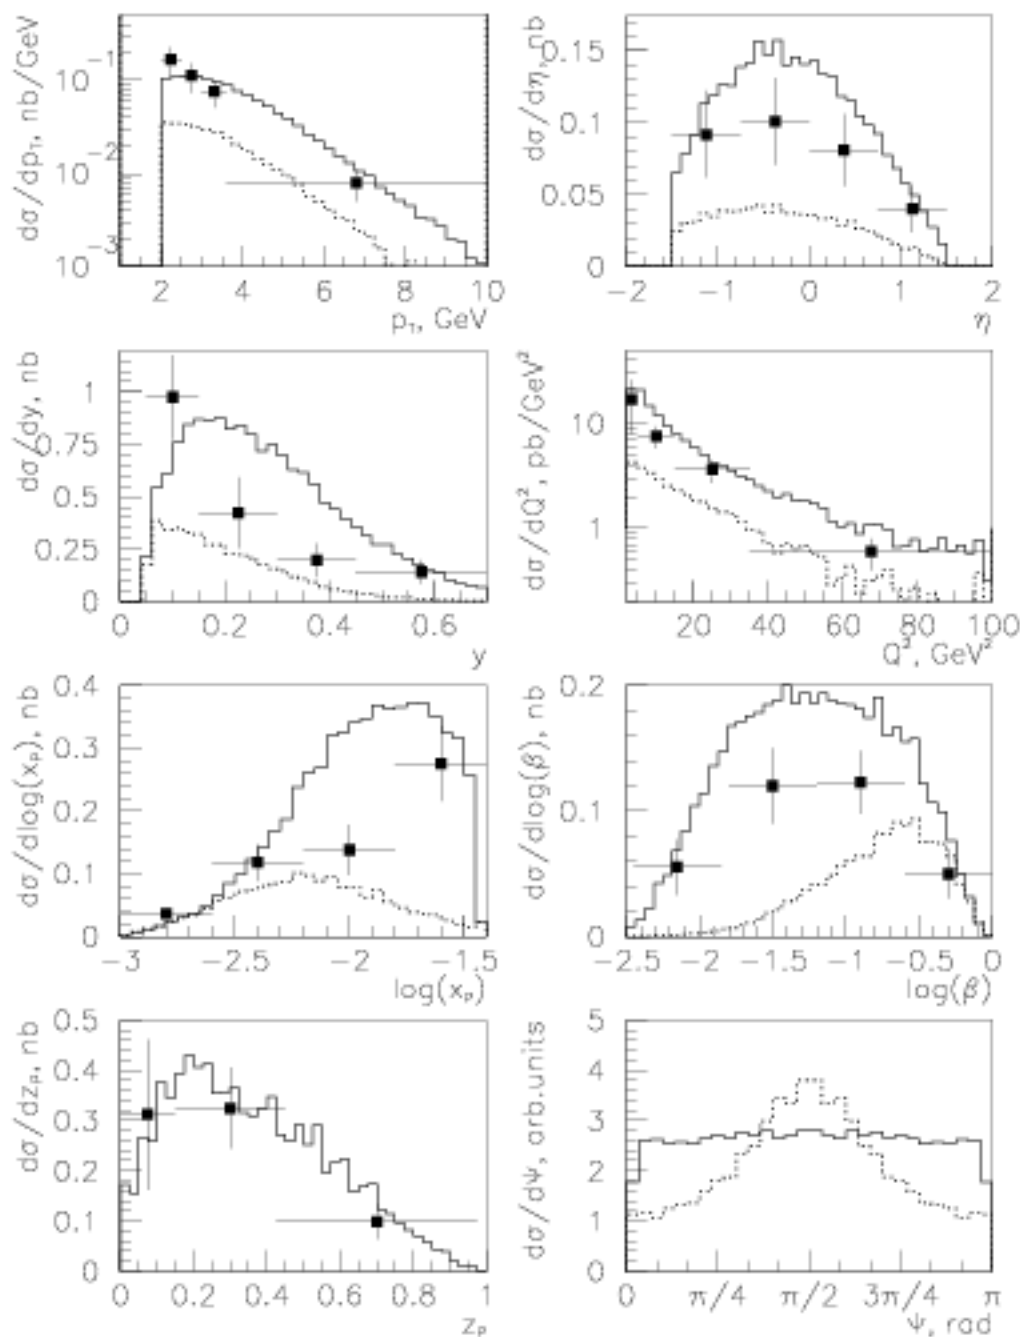 dσ/dp_T, nb/GeV
10^-1
10^-2
10^-3
10
2 4 6 8 10
p_T, GeV
dσ/dη, nb
0.15
0.1
0.05
0
−2 −1 0 1 2
η
dσ/dy, nb
1
0.75
0.5
0.25
0
0 0.2 0.4 0.6
y
dσ/dQ², pb/GeV²
10
1
20 40 60 80 100
Q², GeV²
dσ/dlog(x_P), nb
0.4
0.3
0.2
0.1
0
−3 −2.5 −2 −1.5
log(x_P)
dσ/dlog(β), nb
0.2
0.1
0
−2.5 −2 −1.5 −1 −0.5 0
log(β)
dσ/dz_P, nb
0.5
0.4
0.3
0.2
0.1
0
0 0.2 0.4 0.6 0.8 1
z_P
dσ/dΨ, arb.units
5
4
3
2
1
0
0 π/4 π/2 3π/4 π
Ψ, rad